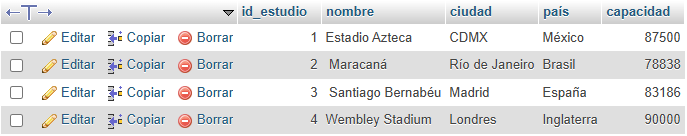 id_estudio nombre ciudad país capacidad
Editar Copiar Borrar 1 Estadio Azteca CDMX México 87500
Editar Copiar Borrar 2 Maracaná Río de Janeiro Brasil 78838
Editar Copiar Borrar 3 Santiago Bernabéu Madrid España 83186
Editar Copiar Borrar 4 Wembley Stadium Londres Inglaterra 90000